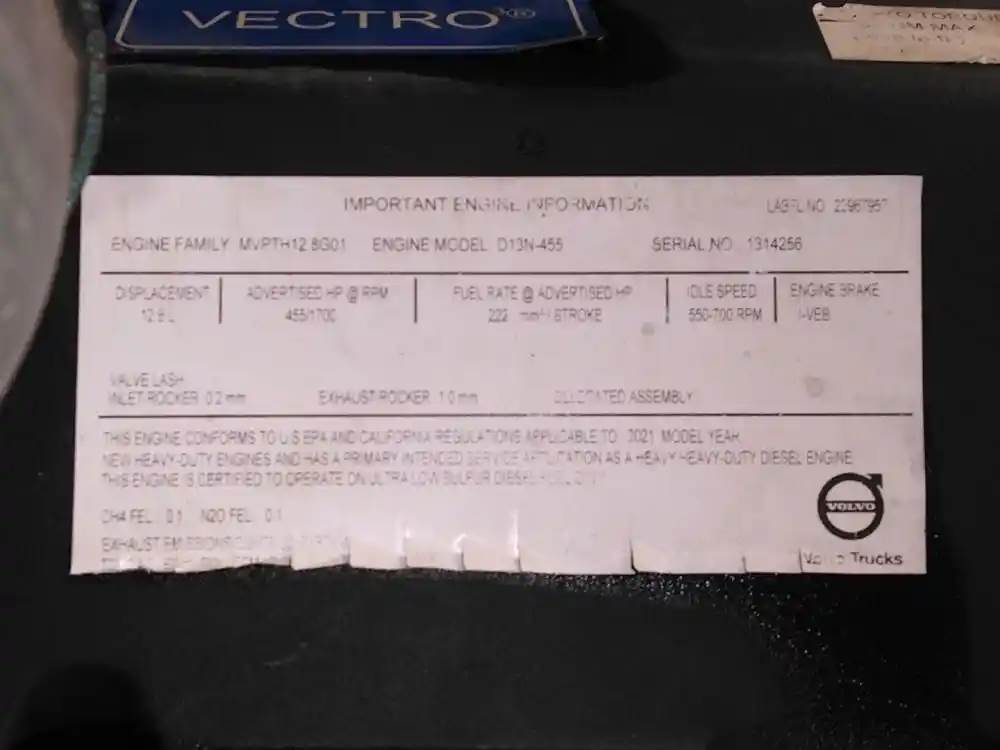 VECTRO®
IMPORTANT ENGINE INFORMATION
LABEL NO
ENGINE FAMILY MVPTH12.8G01 ENGINE MODEL D13N-455 SERIAL NO 1314256
DISPLACEMENT ADVERTISED HP @ RPM FUEL RATE @ ADVERTISED HP IDLE SPEED ENGINE BRAKE
12.8 L 455/1700 222 mm³/ STROKE 550-700 RPM I-VEB
VALVE LASH
INLET ROCKER 0.2 mm EXHAUST ROCKER 1.0 mm ASSEMBLY
THIS ENGINE CONFORMS TO U.S EPA AND CALIFORNIA REGULATIONS APPLICABLE TO 2021 MODEL YEAR
NEW HEAVY-DUTY ENGINES AND HAS A PRIMARY INTENDED SERVICE APPLICATION AS A HEAVY HEAVY-DUTY DIESEL ENGINE
THIS ENGINE IS CERTIFIED TO OPERATE ON ULTRA LOW SULFUR DIESEL FUEL ONLY
VOLVO
CH4 FEL: 0.1 N2O FEL: 0.1
EXHAUST EMISSIONS
Volvo Trucks